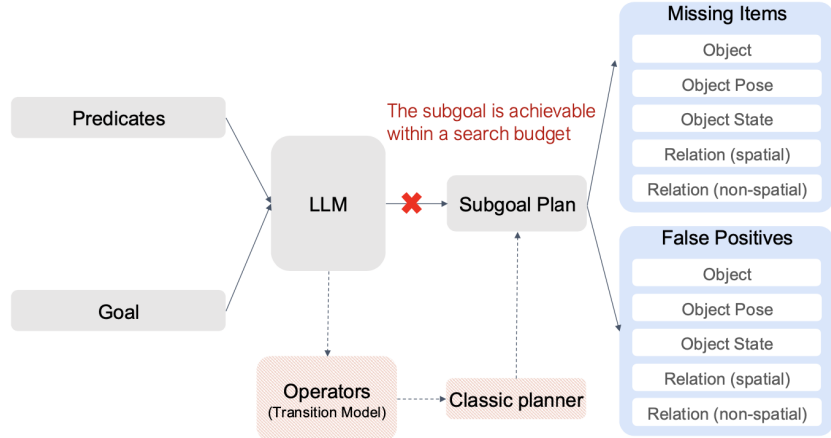 Missing Items
Object
Object Pose
Object State
Relation (spatial)
Relation (non-spatial)
The subgoal is achievable
within a search budget
Predicates
LLM
Subgoal Plan
Goal
False Positives
Object
Object Pose
Object State
Relation (spatial)
Relation (non-spatial)
Operators
(Transition Model)
Classic planner